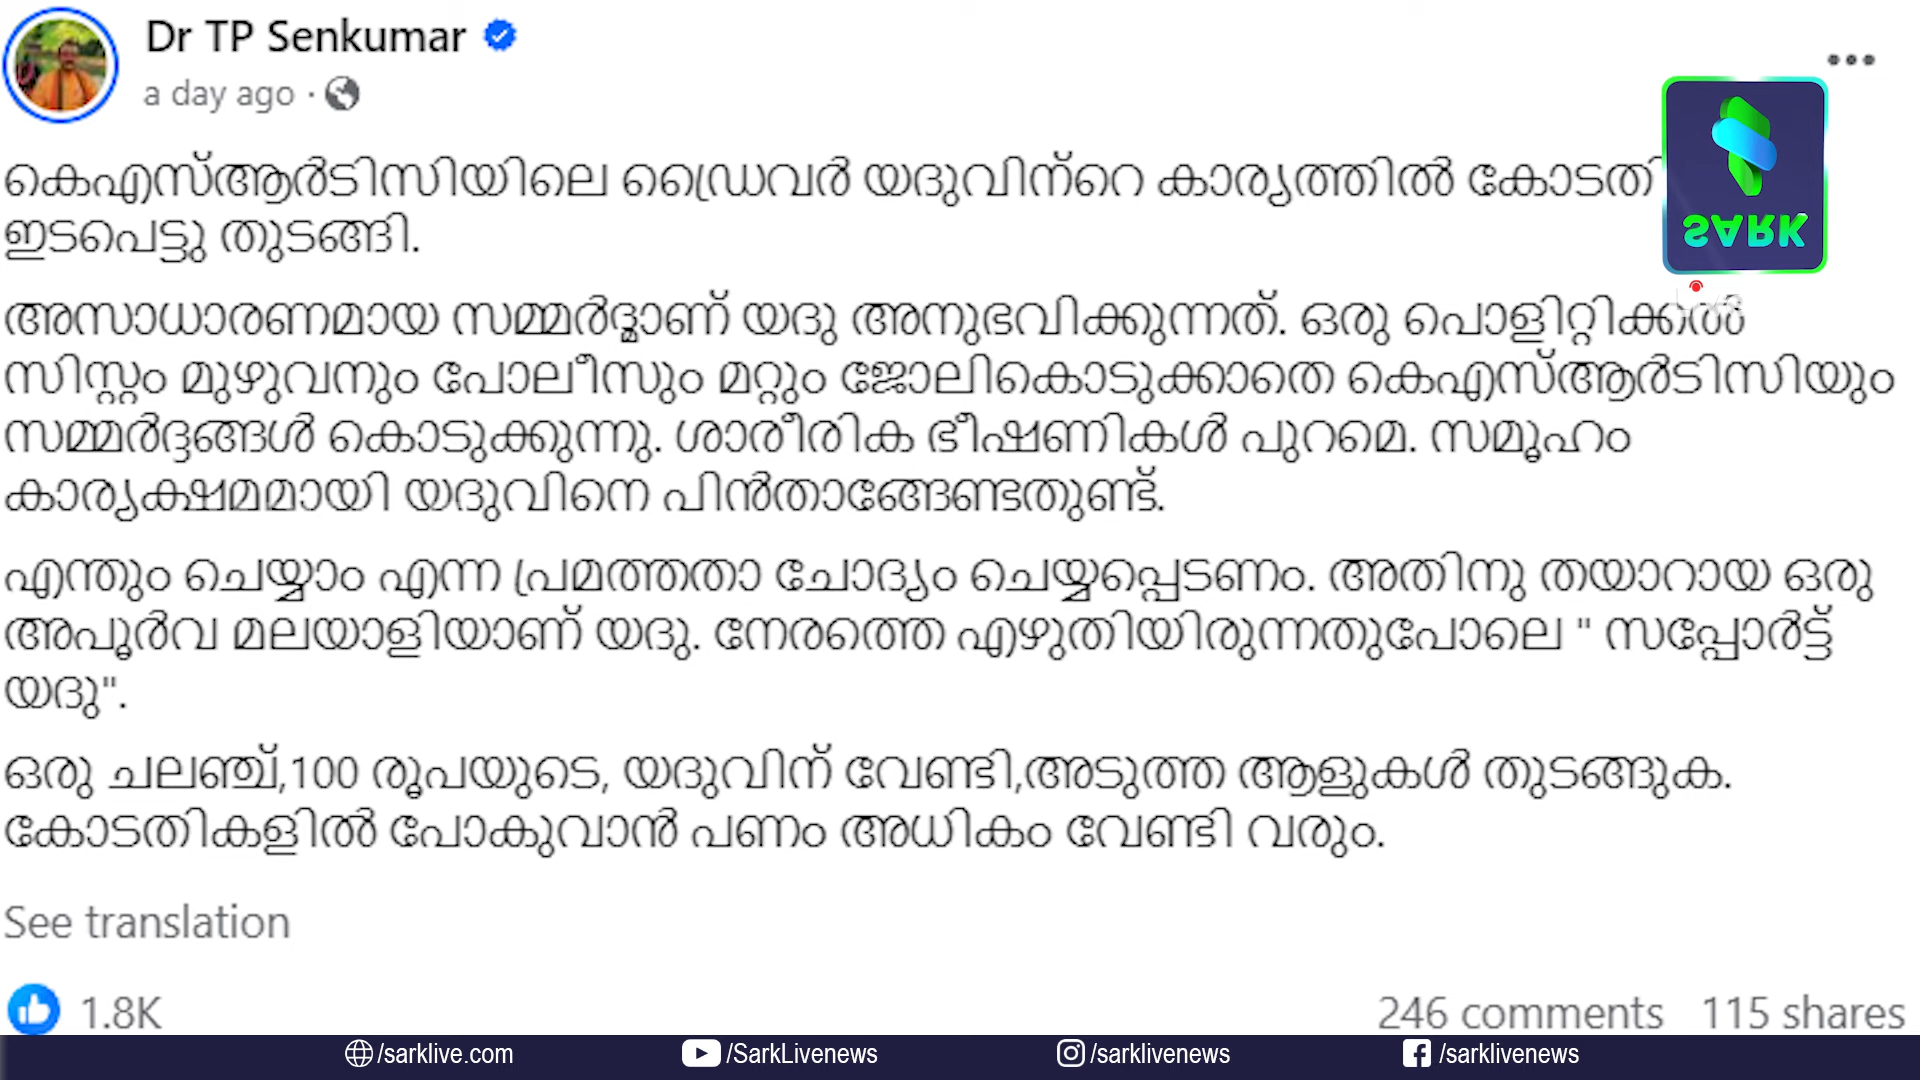 Dr TP Senkumar
a day ago ·
കെഎസ്ആർടിസിയിലെ ഡ്രൈവർ യദുവിന്റെ കാര്യത്തിൽ കോടതി
ഇടപെട്ടു തുടങ്ങി.
അസാധാരണമായ സമ്മർദ്ദമാണ് യദു അനുഭവിക്കുന്നത്. ഒരു പൊളിറ്റിക്കൽ
സിസ്റ്റം മുഴുവനും പോലീസും മറ്റും ജോലികൊടുക്കാതെ കെഎസ്ആർടിസിയും
സമ്മർദ്ദങ്ങൾ കൊടുക്കുന്നു. ശാരീരിക ഭീഷണികൾ പുറമെ. സമൂഹം
കാര്യക്ഷമമായി യദുവിനെ പിൻതാങ്ങേണ്ടതുണ്ട്.
എന്തും ചെയ്യാം എന്ന പ്രമത്തതാ ചോദ്യം ചെയ്യപ്പെടണം. അതിനു തയാറായ ഒരു
അപൂർവ മലയാളിയാണ് യദു. നേരത്തെ എഴുതിയിരുന്നതുപോലെ " സപ്പോർട്ട്
യദു".
ഒരു ചലഞ്ച്,100 രൂപയുടെ, യദുവിന് വേണ്ടി,അടുത്ത ആളുകൾ തുടങ്ങുക.
കോടതികളിൽ പോകുവാൻ പണം അധികം വേണ്ടി വരും.
See translation
1.8K 246 comments 115 shares
SARK
Live
/sarklive.com /SarkLivenews /sarklivenews /sarklivenews